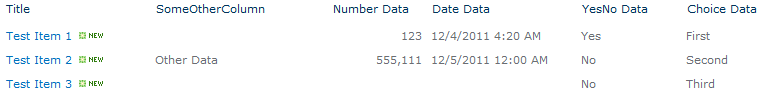 Title SomeOtherColumn Number Data Date Data YesNo Data Choice Data
Test Item 1 NEW 123 12/4/2011 4:20 AM Yes First
Test Item 2 NEW Other Data 555,111 12/5/2011 12:00 AM No Second
Test Item 3 NEW No Third